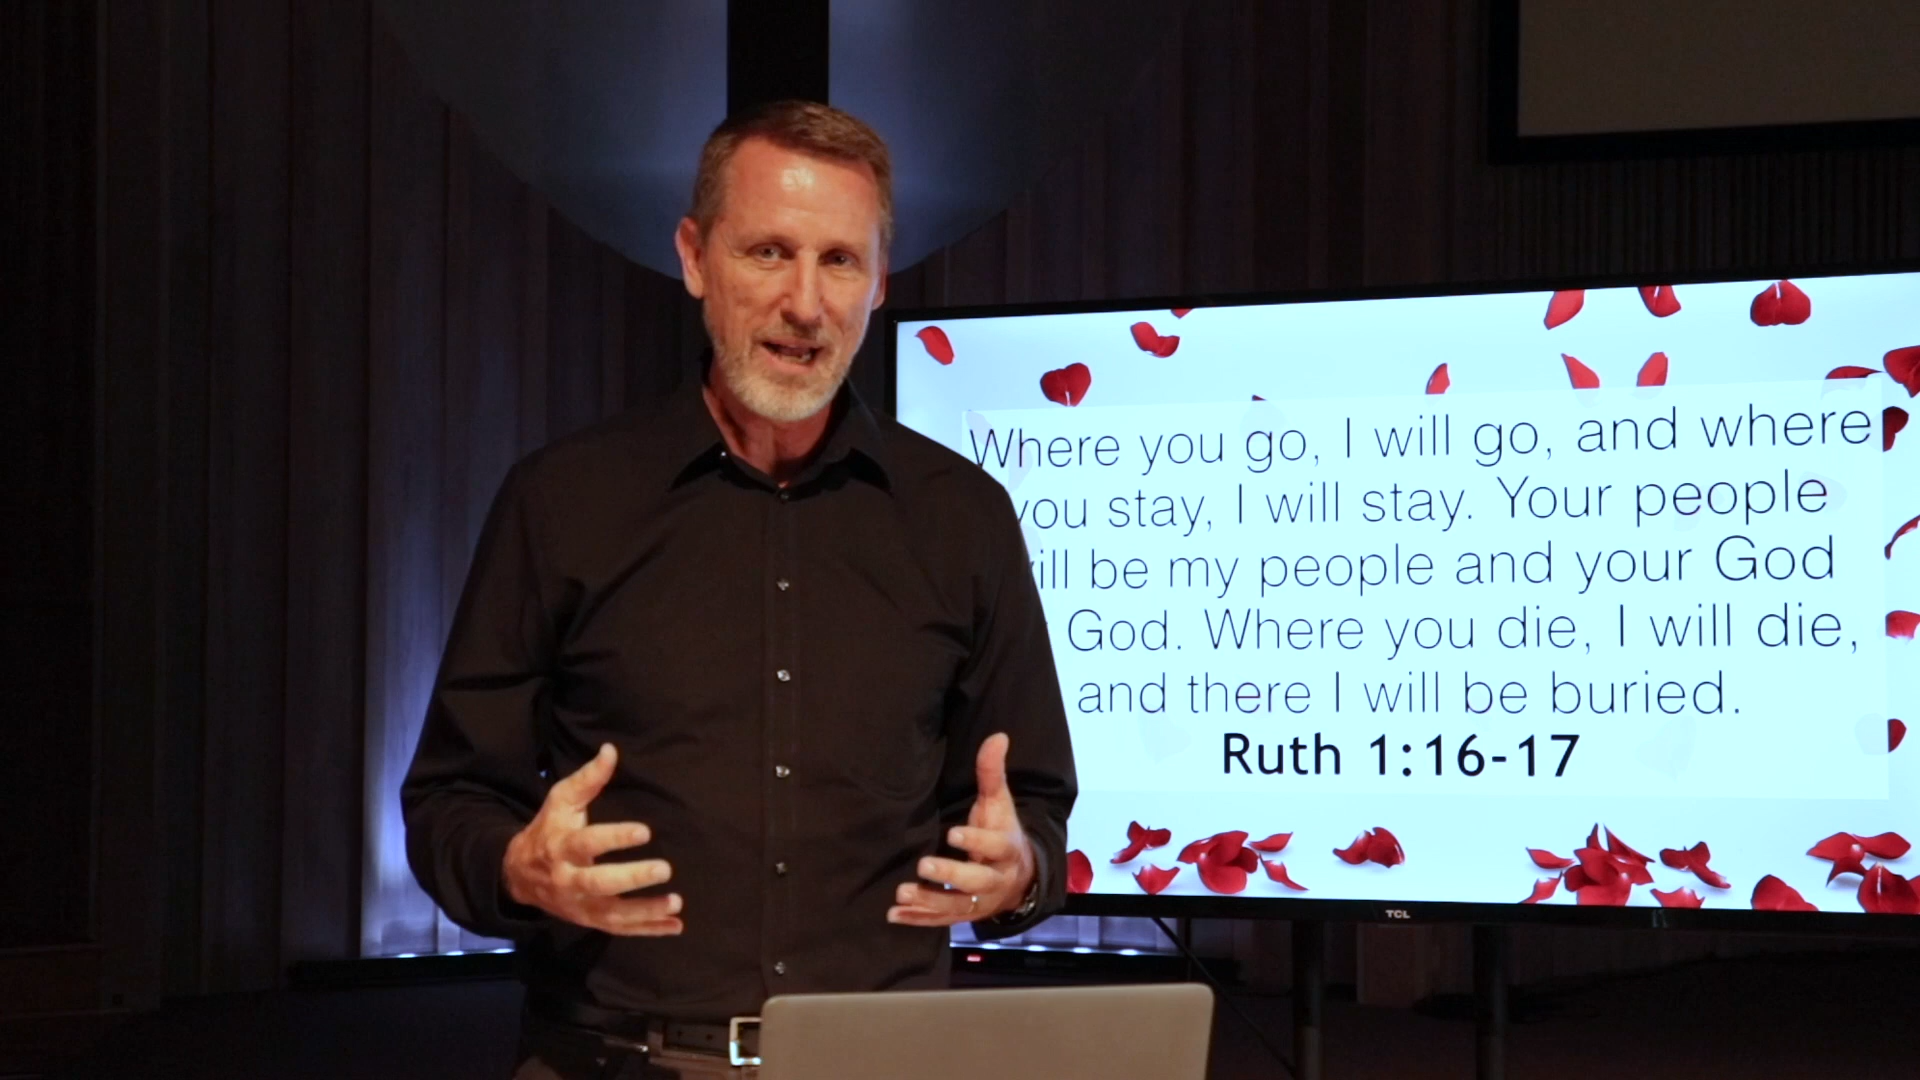 Where you go, I will go, and where
you stay, I will stay. Your people
will be my people and your God
God. Where you die, I will die,
and there I will be buried.
Ruth 1:16-17
TCL